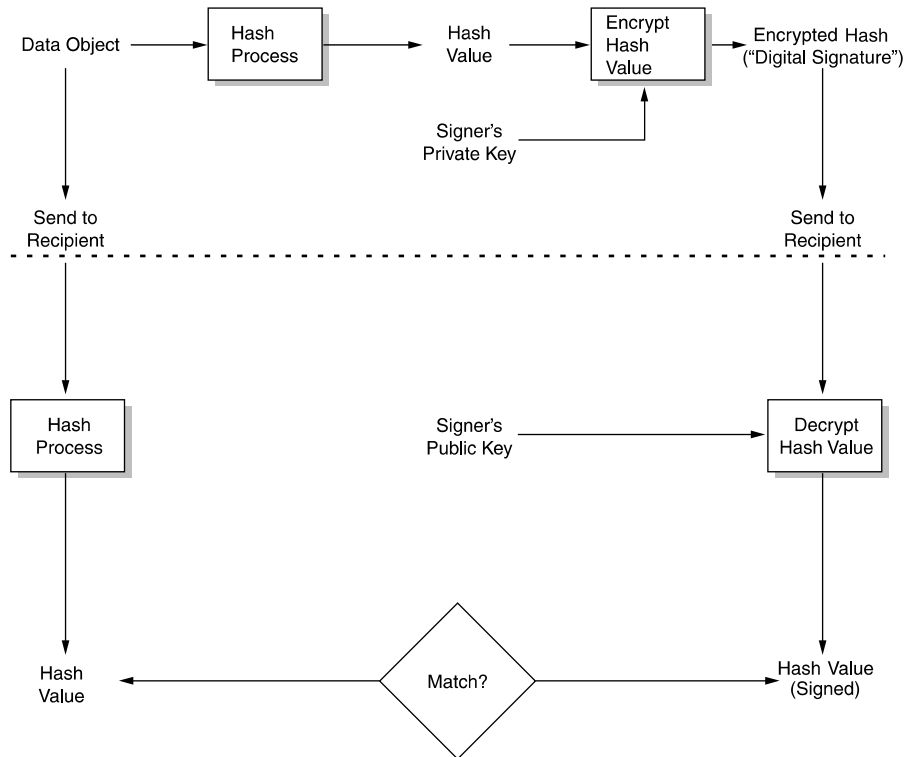 Data Object
Hash
Process
Hash
Value
Encrypt
Hash
Value
Encrypted Hash
(“Digital Signature”)
Signer’s
Private Key
Send to
Recipient
Send to
Recipient
Hash
Process
Signer’s
Public Key
Decrypt
Hash Value
Hash
Value
Match?
Hash Value
(Signed)